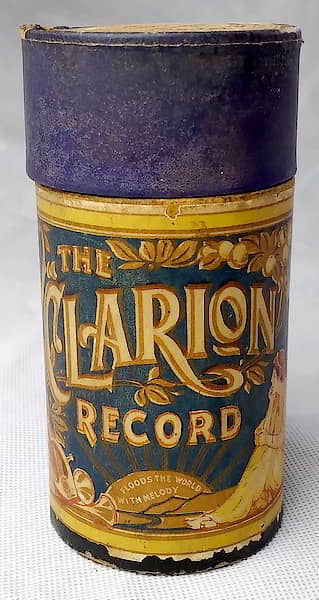 THE
CLARION
RECORD
FLOODS THE WORLD
WITH MELODY